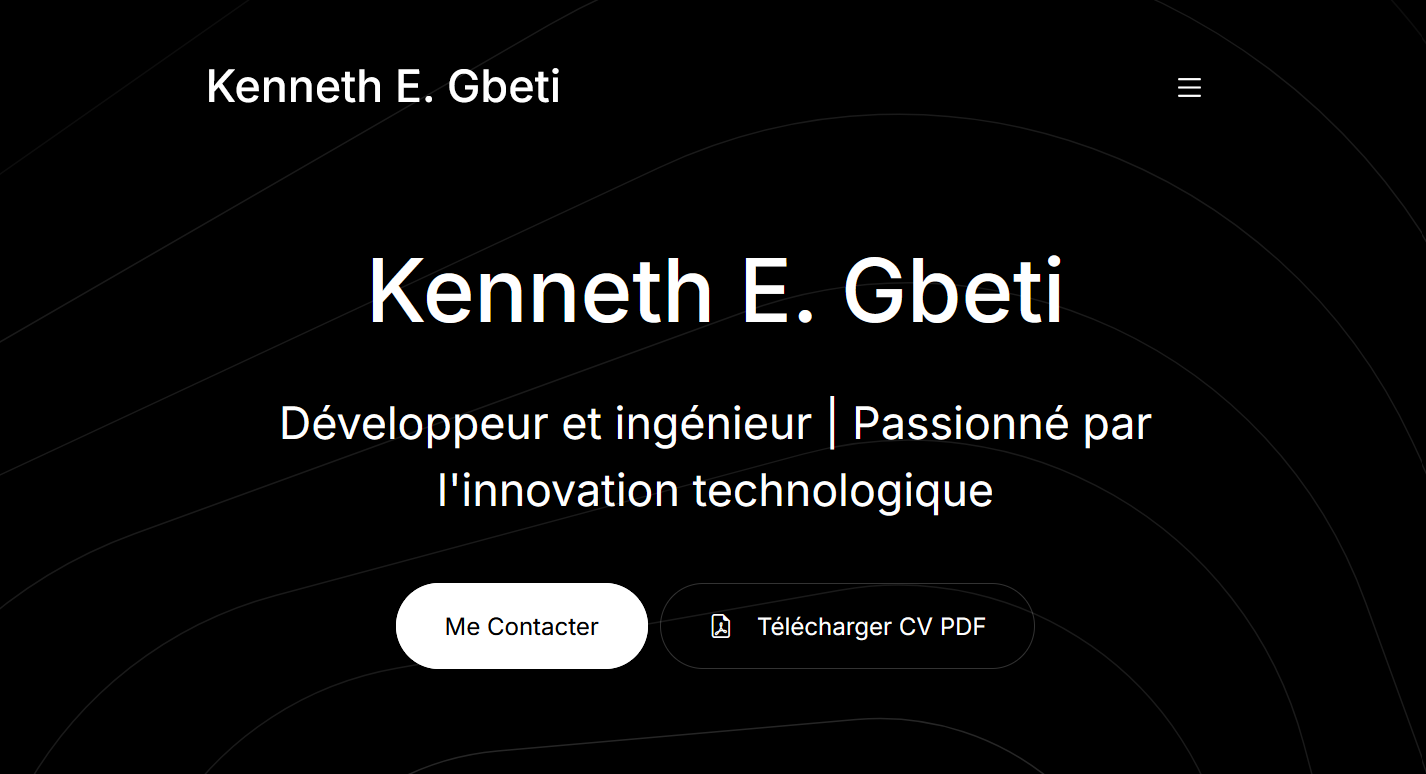 Kenneth E. Gbeti
Kenneth E. Gbeti
Développeur et ingénieur | Passionné par
l'innovation technologique
Me Contacter
Télécharger CV PDF